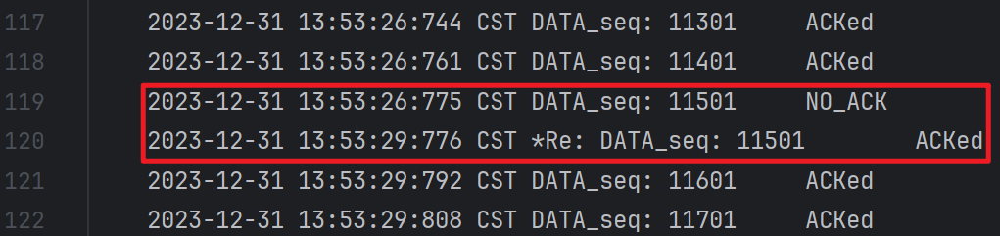 117 2023-12-31 13:53:26:744 CST DATA_seq: 11301 ACKed
118 2023-12-31 13:53:26:761 CST DATA_seq: 11401 ACKed
119 2023-12-31 13:53:26:775 CST DATA_seq: 11501 NO_ACK
120 2023-12-31 13:53:29:776 CST *Re: DATA_seq: 11501 ACKed
121 2023-12-31 13:53:29:792 CST DATA_seq: 11601 ACKed
122 2023-12-31 13:53:29:808 CST DATA_seq: 11701 ACKed